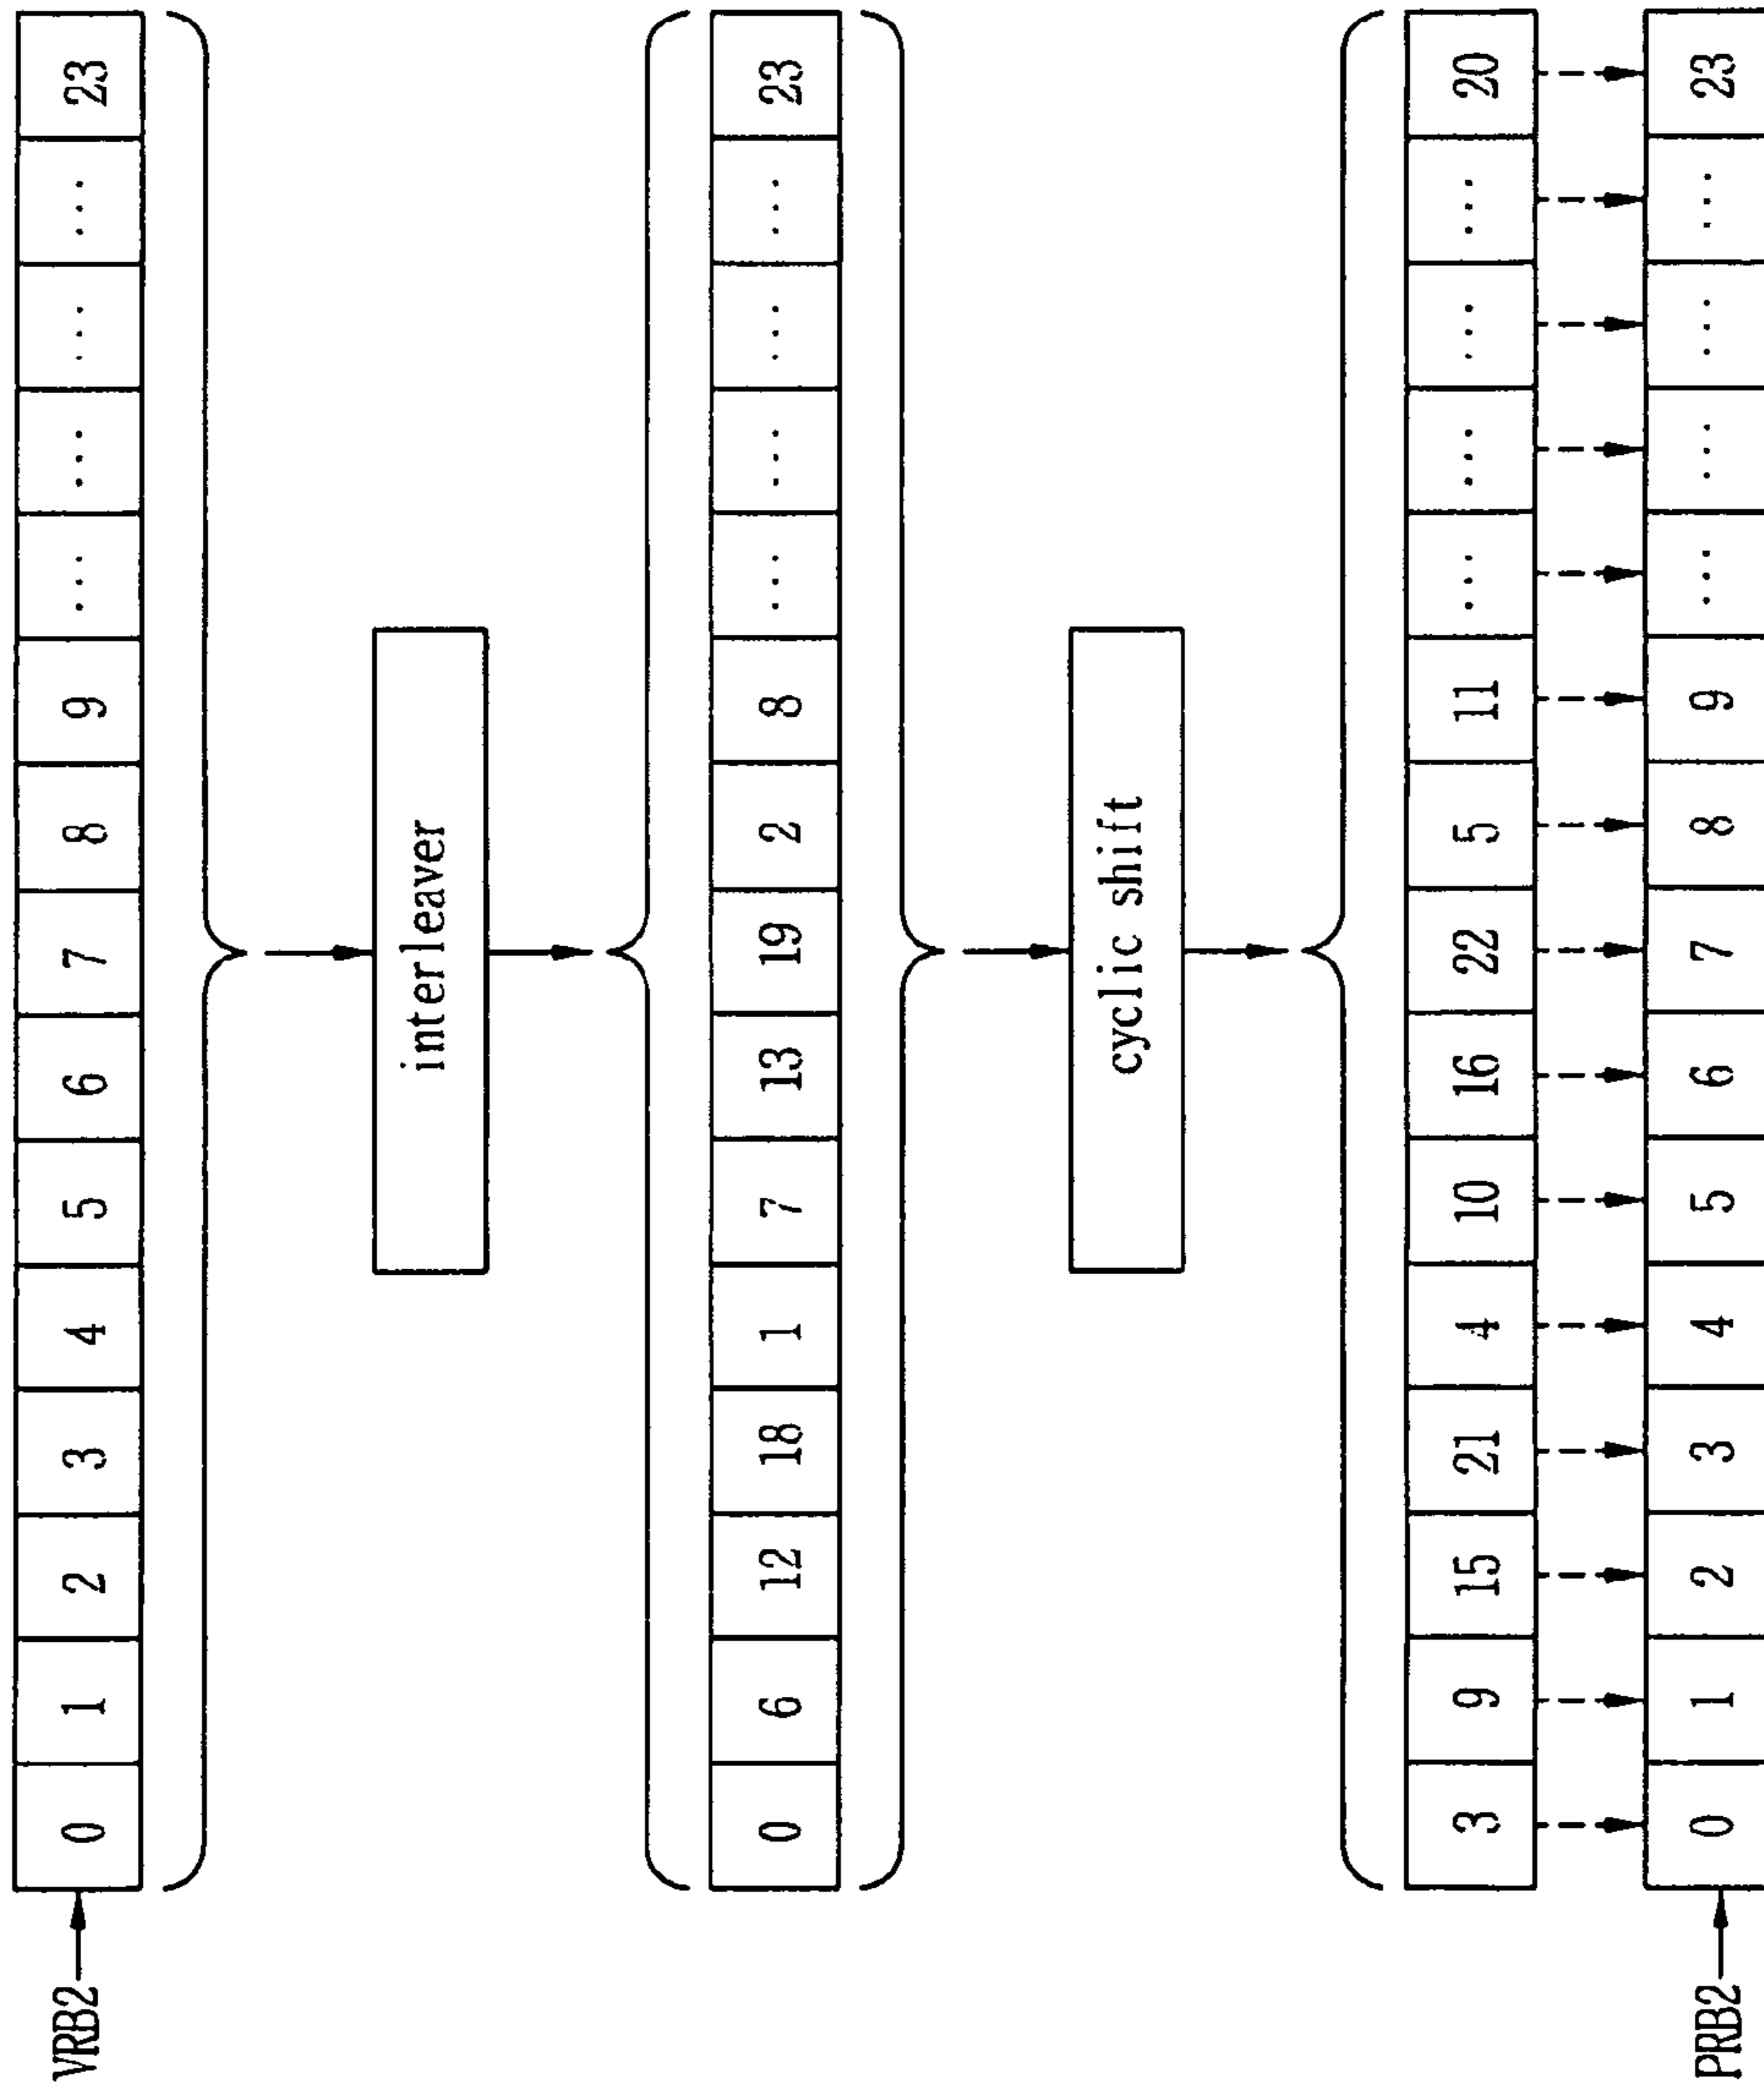 VRB2 0 1 2 3 4 5 6 7 8 9 ... ... ... ... 23
interleaver
0 6 12 18 1 7 13 19 2 8 ... ... ... ... 23
cyclic shift
3 9 15 21 4 10 16 22 5 11 ... ... ... ... 20
PRB2 0 1 2 3 4 5 6 7 8 9 ... ... ... ... 23